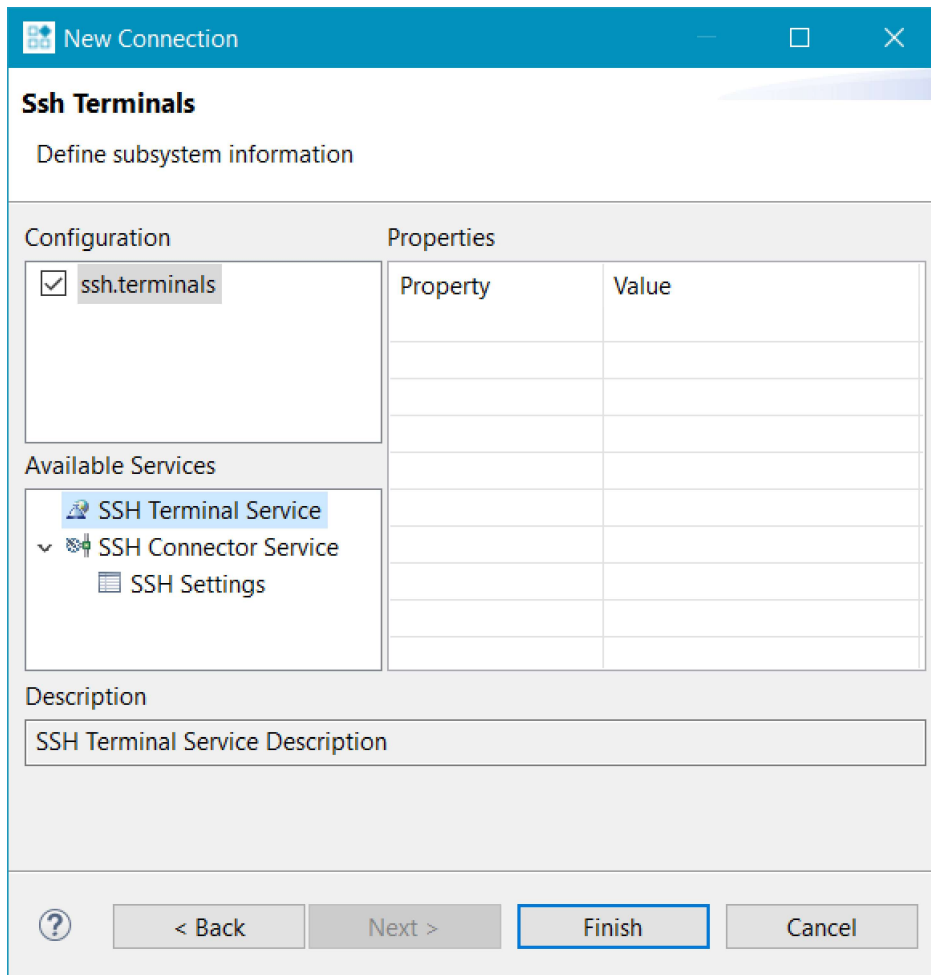 New Connection
Ssh Terminals
Define subsystem information
Configuration
Properties
ssh.terminals
Property
Value
Available Services
SSH Terminal Service
SSH Connector Service
SSH Settings
Description
SSH Terminal Service Description
?
< Back
Next >
Finish
Cancel